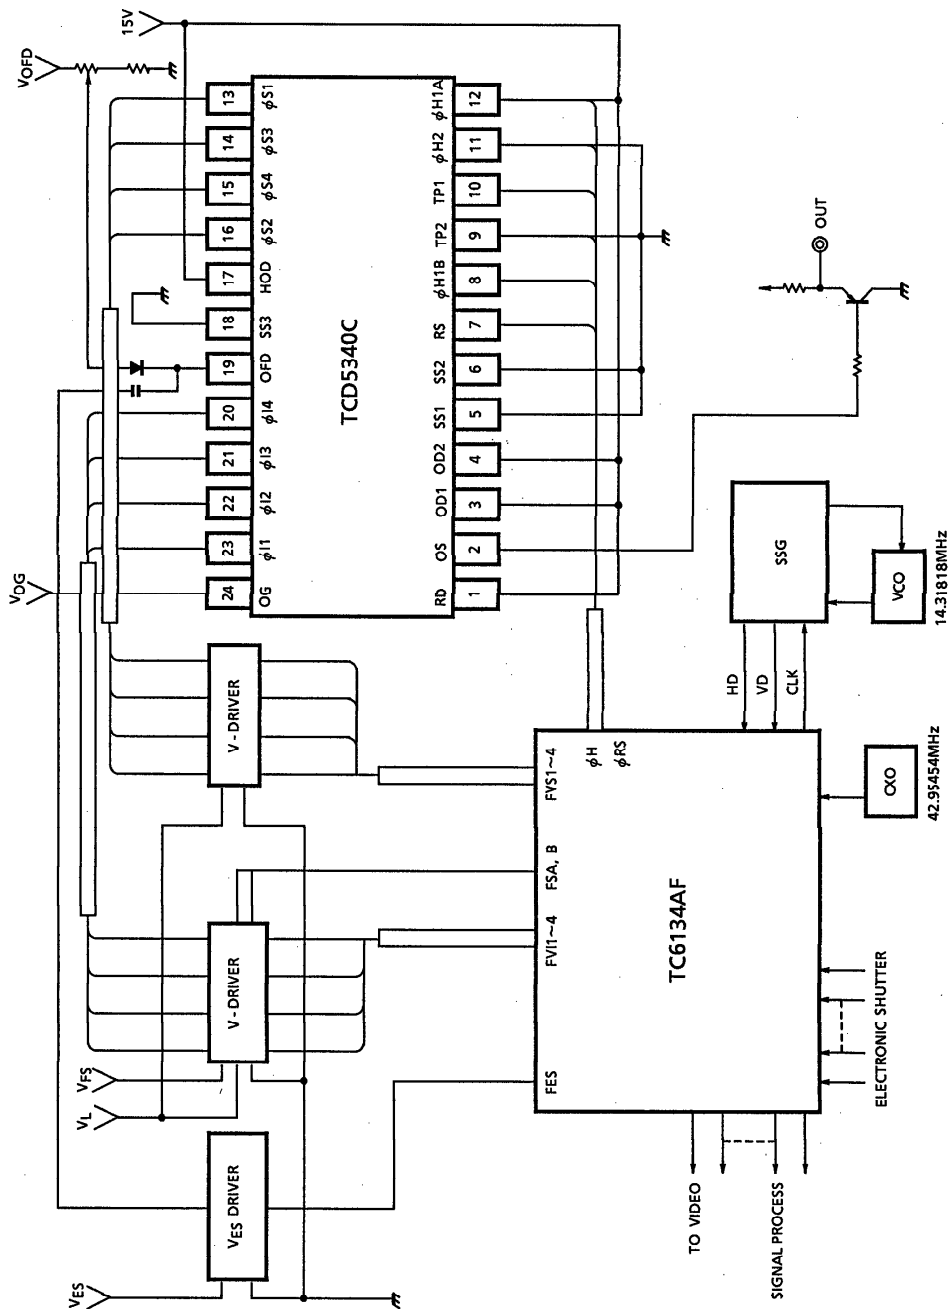 15V
VOFD
13 φS1
14 φS3
15 φS4
16 φS2
17 HOD
18 SS3
19 OFD
20 φI4
21 φI3
22 φI2
23 φI1
24 OG
TCD5340C
φH1A 12
φH2 11
TP1 10
TP2 9
φH1B 8
RS 7
SS2 6
SS1 5
OD2 4
OD1 3
OS 2
RD 1
OUT
VDG
V - DRIVER
V - DRIVER
VFS
VL
VES DRIVER
VES
SSG
VCO
14.31818MHz
HD
VD
CLK
CXO
42.95454MHz
φH
φRS
FVS1~4
FSA, B
FVI1~4
FES
TC6134AF
ELECTRONIC SHUTTER
TO VIDEO
SIGNAL PROCESS